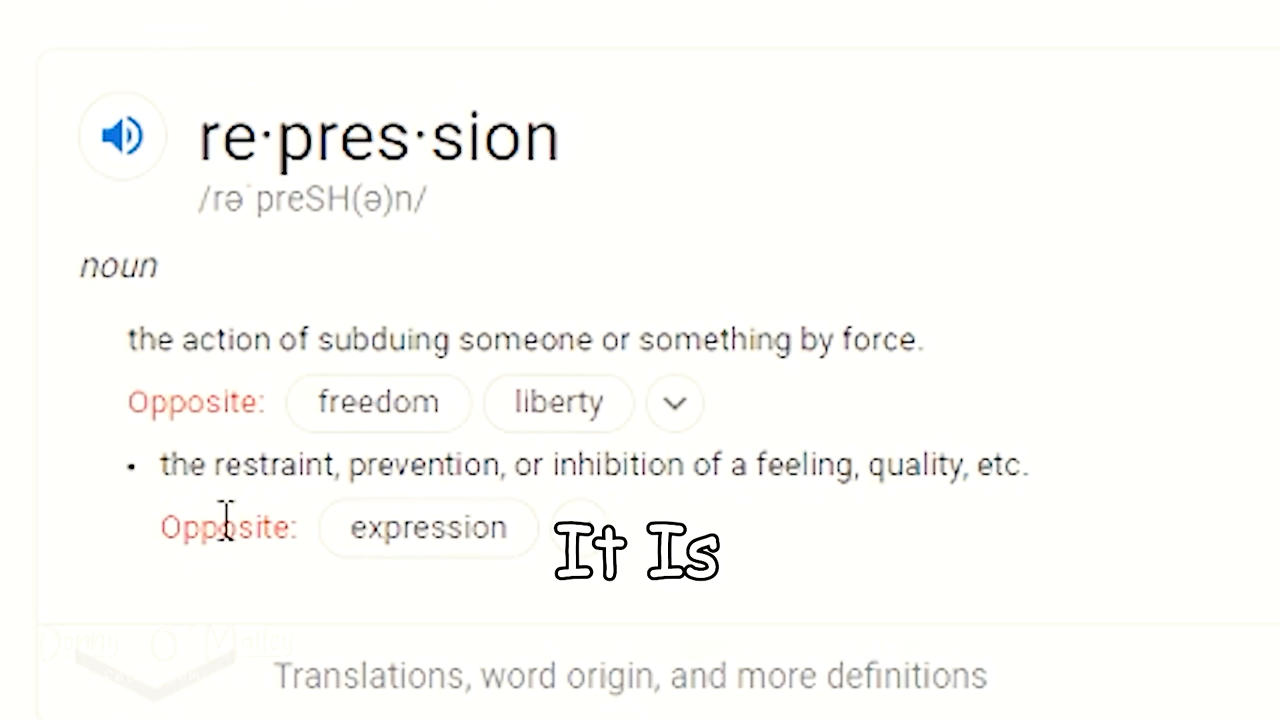 re·pres·sion
/rəˈpreSH(ə)n/
noun
the action of subduing someone or something by force.
Opposite: freedom liberty
• the restraint, prevention, or inhibition of a feeling, quality, etc.
Opposite: expression
It Is
O'Malley
Translations, word origin, and more definitions